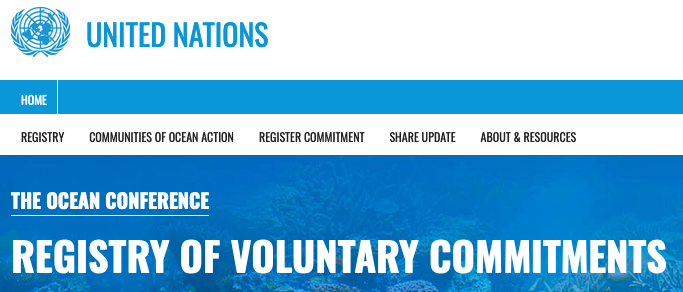 UNITED NATIONS
HOME
REGISTRY COMMUNITIES OF OCEAN ACTION REGISTER COMMITMENT SHARE UPDATE ABOUT & RESOURCES
THE OCEAN CONFERENCE
REGISTRY OF VOLUNTARY COMMITMENTS